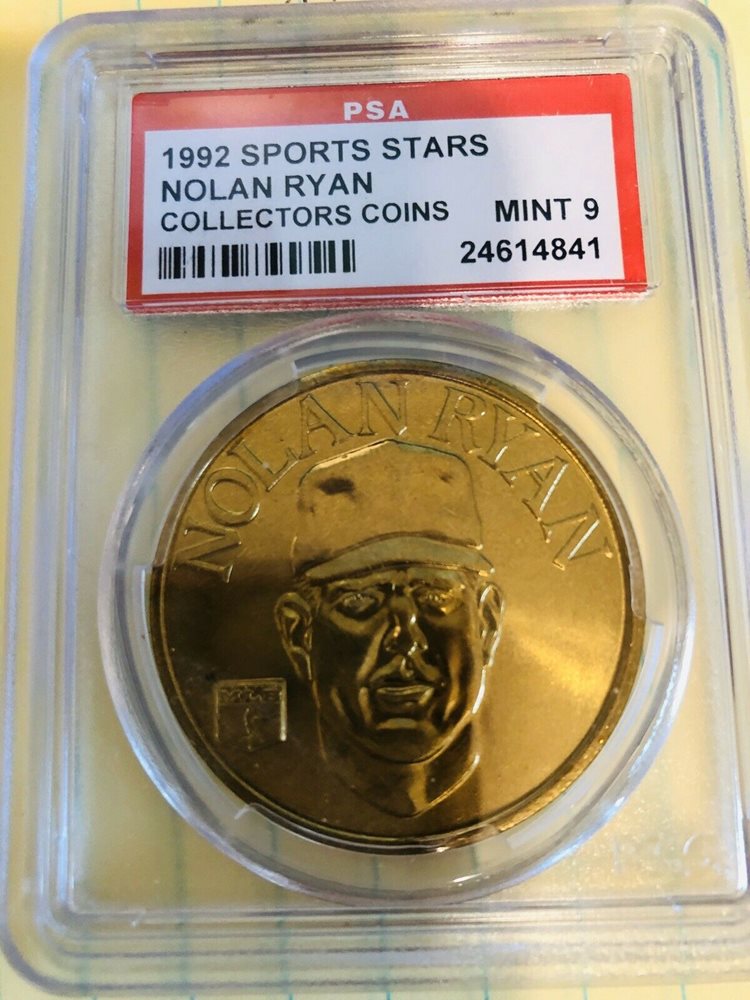 PSA
1992 SPORTS STARS
NOLAN RYAN
COLLECTORS COINS MINT 9
24614841
NOLAN RYAN